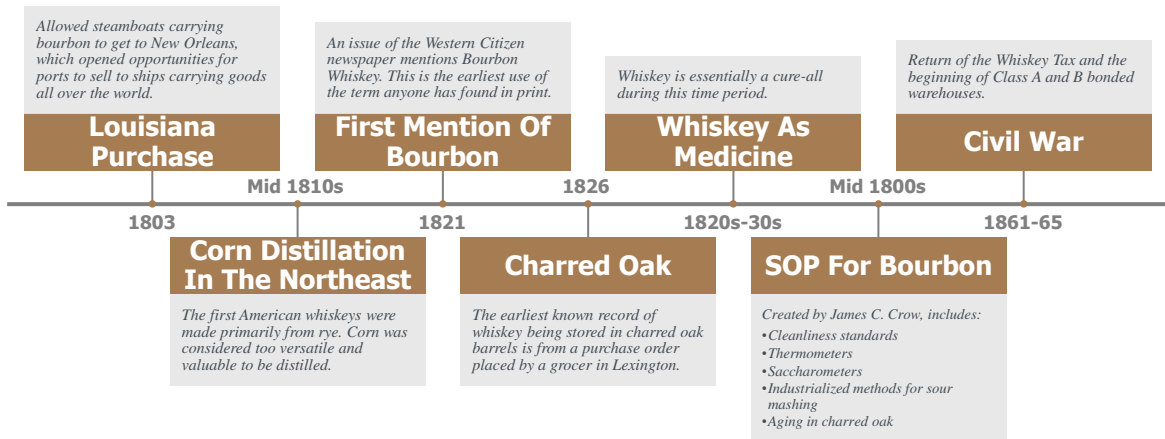 Allowed steamboats carrying
bourbon to get to New Orleans,
which opened opportunities for
ports to sell to ships carrying goods
all over the world.
Louisiana
Purchase
1803
Mid 1810s
Corn Distillation
In The Northeast
The first American whiskeys were
made primarily from rye. Corn was
considered too versatile and
valuable to be distilled.
An issue of the Western Citizen
newspaper mentions Bourbon
Whiskey. This is the earliest use of
the term anyone has found in print.
First Mention Of
Bourbon
1821
1826
Charred Oak
The earliest known record of
whiskey being stored in charred oak
barrels is from a purchase order
placed by a grocer in Lexington.
Whiskey is essentially a cure-all
during this time period.
Whiskey As
Medicine
1820s-30s
Mid 1800s
SOP For Bourbon
Created by James C. Crow, includes:
•Cleanliness standards
•Thermometers
•Saccharometers
•Industrialized methods for sour
mashing
•Aging in charred oak
Return of the Whiskey Tax and the
beginning of Class A and B bonded
warehouses.
Civil War
1861-65